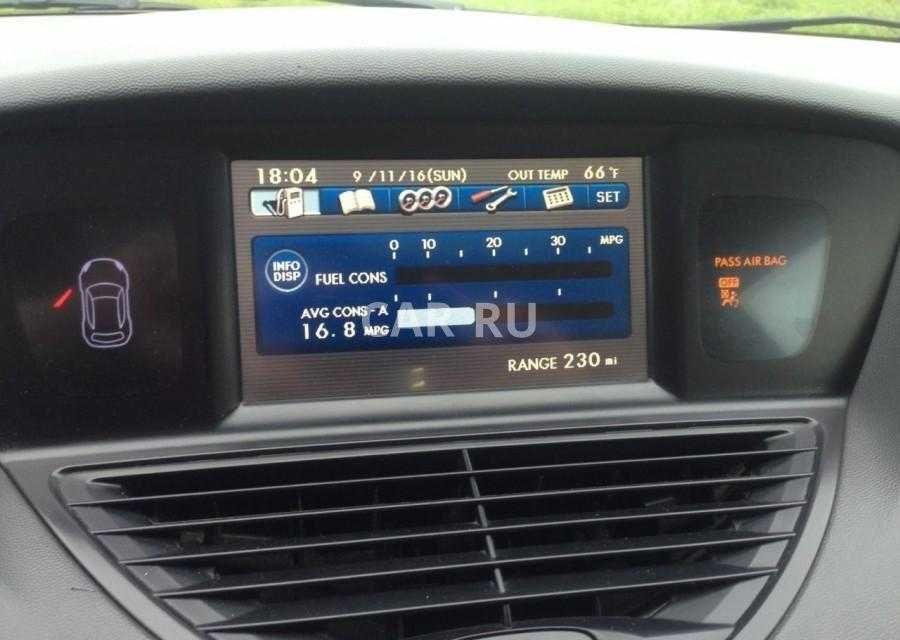 18:04 9/11/16(SUN) OUT TEMP 66°F
SET
0 10 20 30 MPG
INFO DISP
FUEL CONS
AVG CONS-A
16.8 MPG
RANGE 230 mi
PASS AIR BAG
OFF
CAR RU